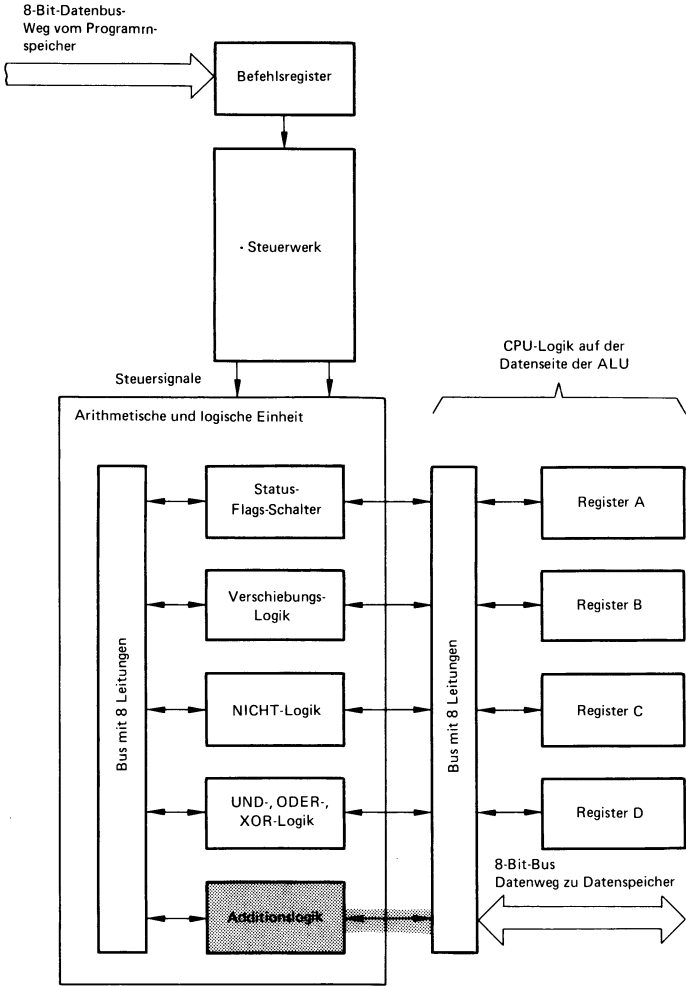 8-Bit-Datenbus-
Weg vom Programm-
speicher
Befehlsregister
Steuerwerk
CPU-Logik auf der
Datenseite der ALU
Steuersignale
Arithmetische und logische Einheit
Bus mit 8 Leitungen
Status-
Flags-Schalter
Verschiebungs-
Logik
NICHT-Logik
UND-, ODER-,
XOR-Logik
Additionslogik
Bus mit 8 Leitungen
Register A
Register B
Register C
Register D
8-Bit-Bus
Datenweg zu Datenspeicher